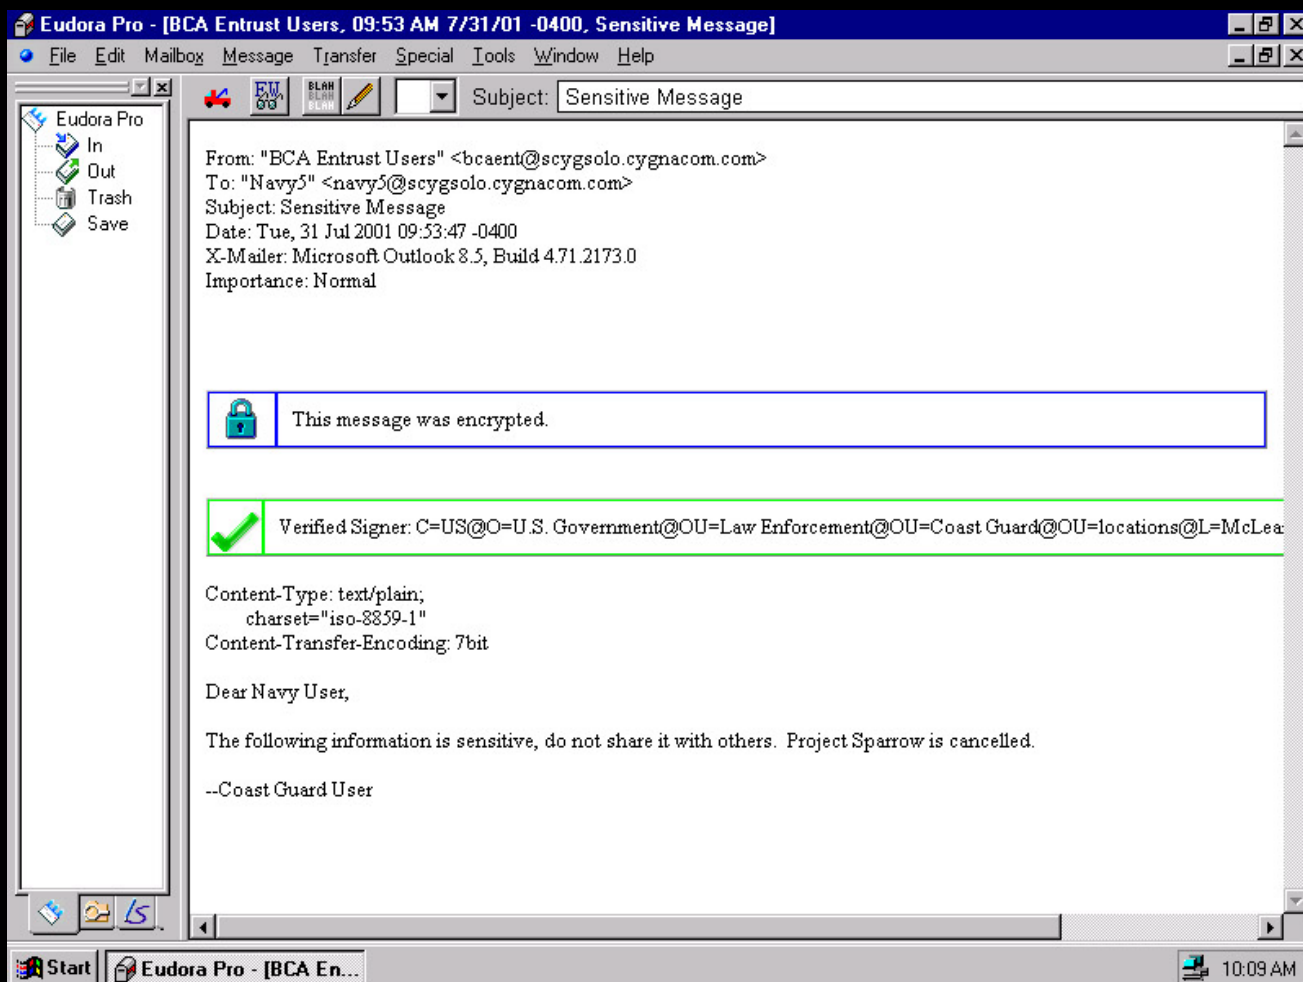 Eudora Pro - [BCA Entrust Users, 09:53 AM 7/31/01 -0400, Sensitive Message]
File Edit Mailbox Message Transfer Special Tools Window Help
BLAH BLAH BLAH Subject: Sensitive Message
Eudora Pro
In
Out
Trash
Save
From: "BCA Entrust Users" <bcaent@scygsolo.cygnacom.com>
To: "Navy5" <navy5@scygsolo.cygnacom.com>
Subject: Sensitive Message
Date: Tue, 31 Jul 2001 09:53:47 -0400
X-Mailer: Microsoft Outlook 8.5, Build 4.71.2173.0
Importance: Normal
This message was encrypted.
Verified Signer: C=US@O=U.S. Government@OU=Law Enforcement@OU=Coast Guard@OU=locations@L=McLea
Content-Type: text/plain;
charset="iso-8859-1"
Content-Transfer-Encoding: 7bit
Dear Navy User,
The following information is sensitive, do not share it with others. Project Sparrow is cancelled.
--Coast Guard User
Start Eudora Pro - [BCA En... 10:09 AM